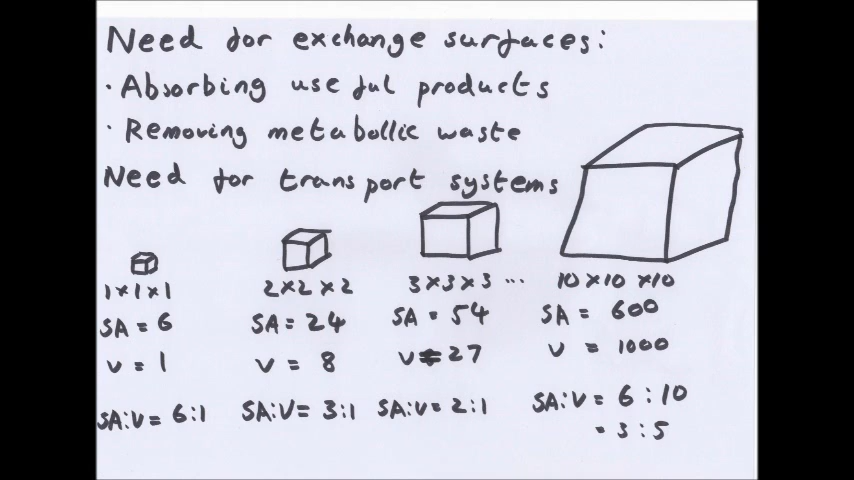 Need for exchange surfaces:
· Absorbing useful products
· Removing metabollic waste
Need for transport systems
1×1×1 2×2×2 3×3×3 ... 10×10×10
SA = 6 SA = 24 SA = 54 SA = 600
V = 1 V = 8 V = 27 V = 1000
SA:V = 6:1 SA:V = 3:1 SA:V = 2:1 SA:V = 6:10
= 3:5